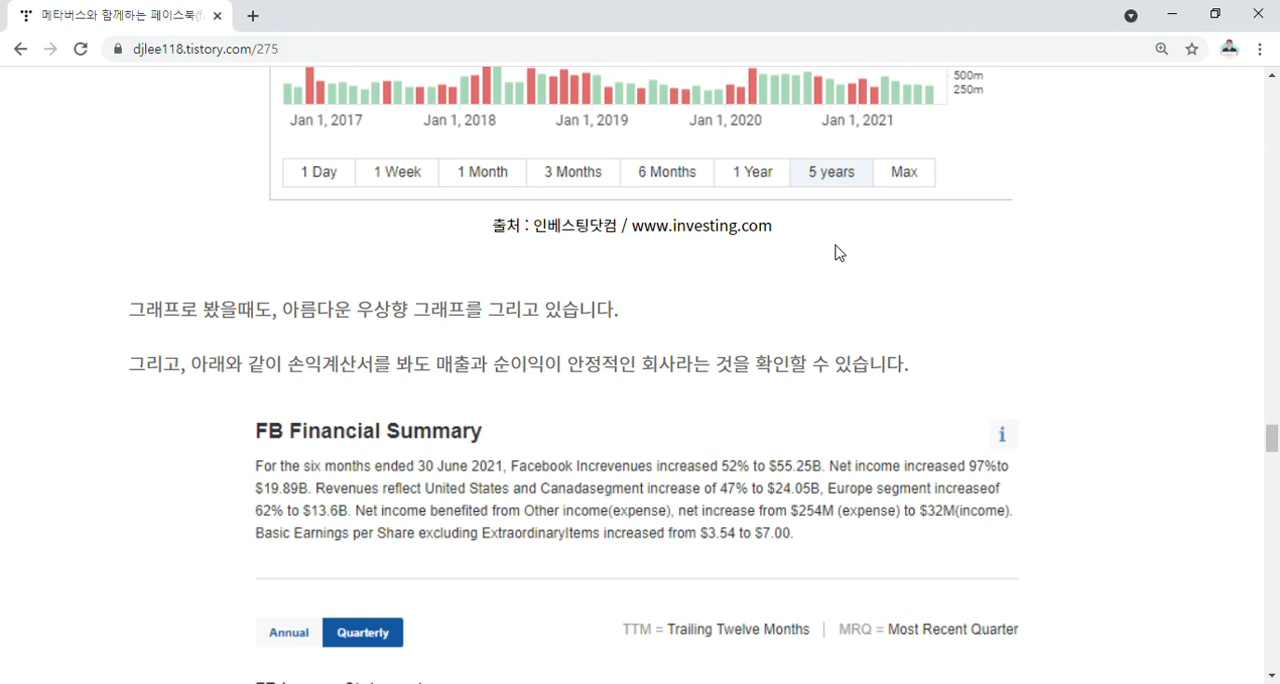 메타버스와 함께하는 페이스북(f
djlee118.tistory.com/275
500m
250m
Jan 1, 2017 Jan 1, 2018 Jan 1, 2019 Jan 1, 2020 Jan 1, 2021
1 Day 1 Week 1 Month 3 Months 6 Months 1 Year 5 years Max
출처 : 인베스팅닷컴 / www.investing.com
그래프로 봤을때도, 아름다운 우상향 그래프를 그리고 있습니다.
그리고, 아래와 같이 손익계산서를 봐도 매출과 순이익이 안정적인 회사라는 것을 확인할 수 있습니다.
FB Financial Summary
For the six months ended 30 June 2021, Facebook Increvenues increased 52% to $55.25B. Net income increased 97%to
$19.89B. Revenues reflect United States and Canadasegment increase of 47% to $24.05B, Europe segment increaseof
62% to $13.6B. Net income benefited from Other income(expense), net increase from $254M (expense) to $32M(income).
Basic Earnings per Share excluding ExtraordinaryItems increased from $3.54 to $7.00.
Annual Quarterly TTM = Trailing Twelve Months | MRQ = Most Recent Quarter